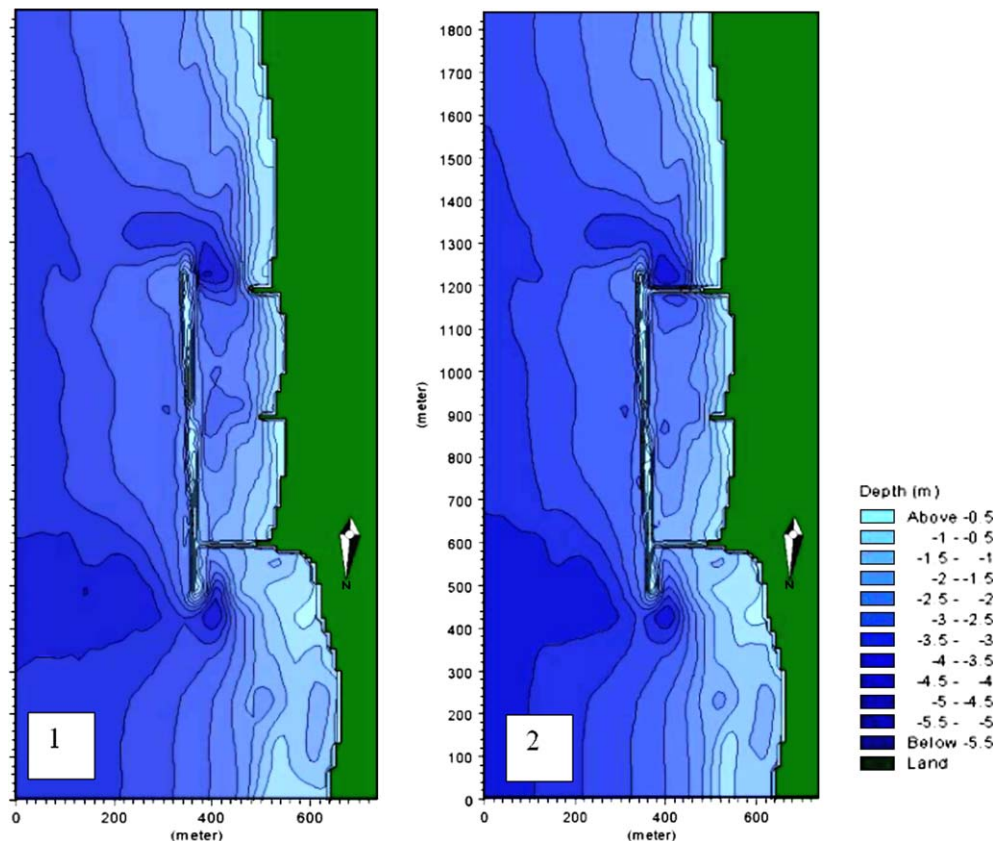 1800
1700
1600
1500
1400
1300
1200
1100
1000
900
800
700
600
500
400
300
200
100
0
(meter)
N
N
1
2
0
200
400
600
(meter)
0
200
400
600
(meter)
Depth (m)
Above -0.5
-1 - -0.5
-1.5 - -1
-2 - -1.5
-2.5 - -2
-3 - -2.5
-3.5 - -3
-4 - -3.5
-4.5 - -4
-5 - -4.5
-5.5 - -5
Below -5.5
Land